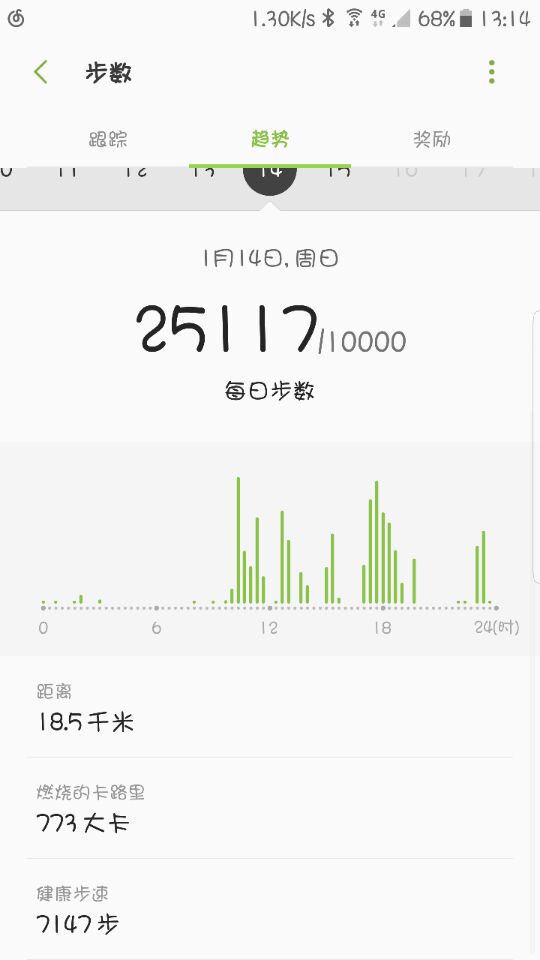 1.30K/s 4G 68% 13:14
步数
跟踪 趋势 奖励
11 12 13 14 15 16 17
1月14日, 周日
25117/10000
每日步数
0 6 12 18 24(时)
距离
18.5 千米
燃烧的卡路里
773 大卡
健康步速
7147 步